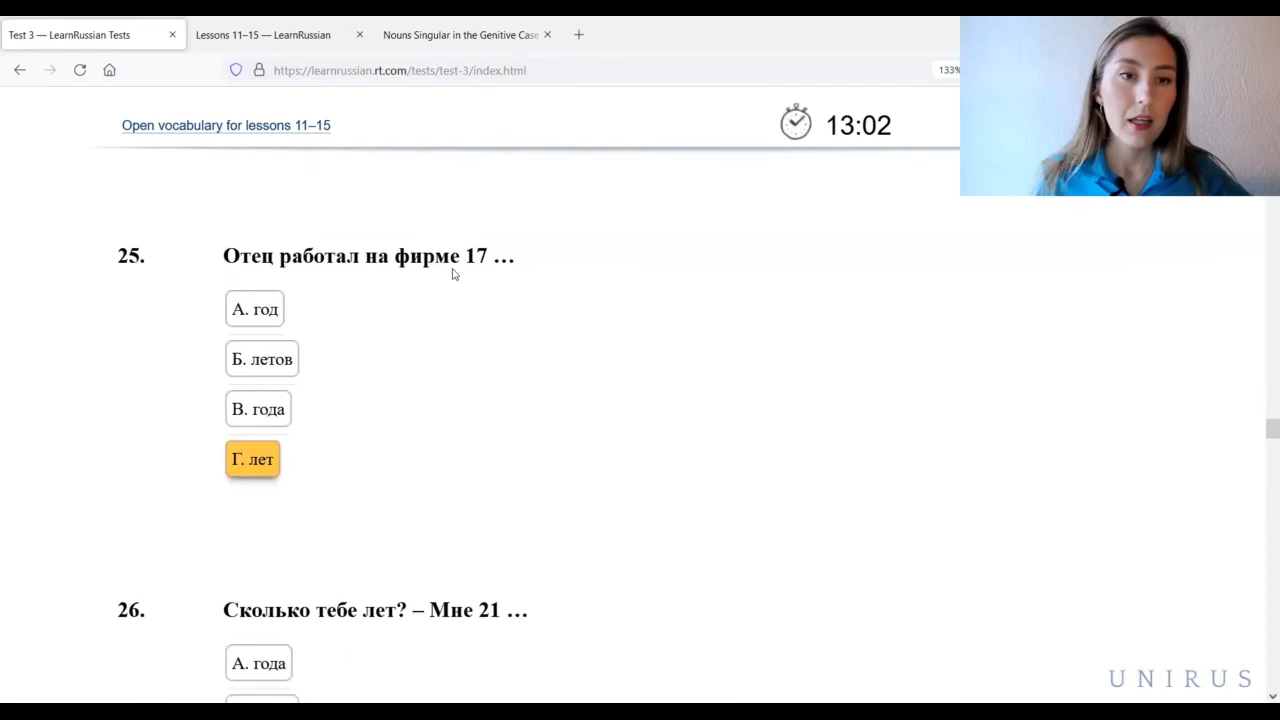 Test 3 — LearnRussian Tests
Lessons 11–15 — LearnRussian
Nouns Singular in the Genitive Case
https://learnrussian.rt.com/tests/test-3/index.html
133%
Open vocabulary for lessons 11–15
13:02
25. Отец работал на фирме 17 …
А. год
Б. летов
В. года
Г. лет
26. Сколько тебе лет? – Мне 21 …
А. года
UNIRUS